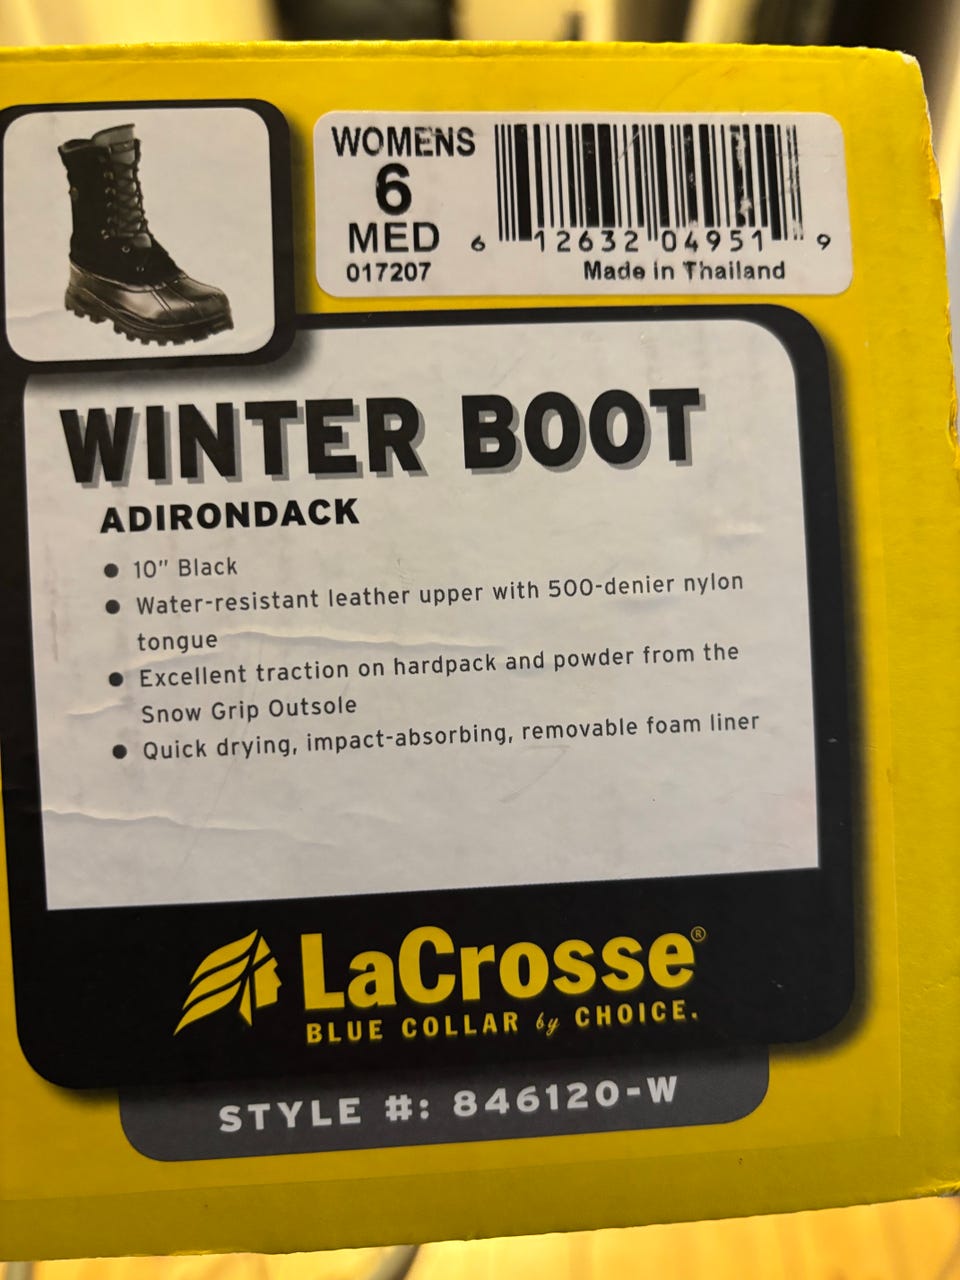 WOMENS
6
MED
017207
6 12632 04951 9
Made in Thailand
WINTER BOOT
ADIRONDACK
● 10" Black
● Water-resistant leather upper with 500-denier nylon
tongue
● Excellent traction on hardpack and powder from the
Snow Grip Outsole
● Quick drying, impact-absorbing, removable foam liner
LaCrosse®
BLUE COLLAR by CHOICE.
STYLE #: 846120-W